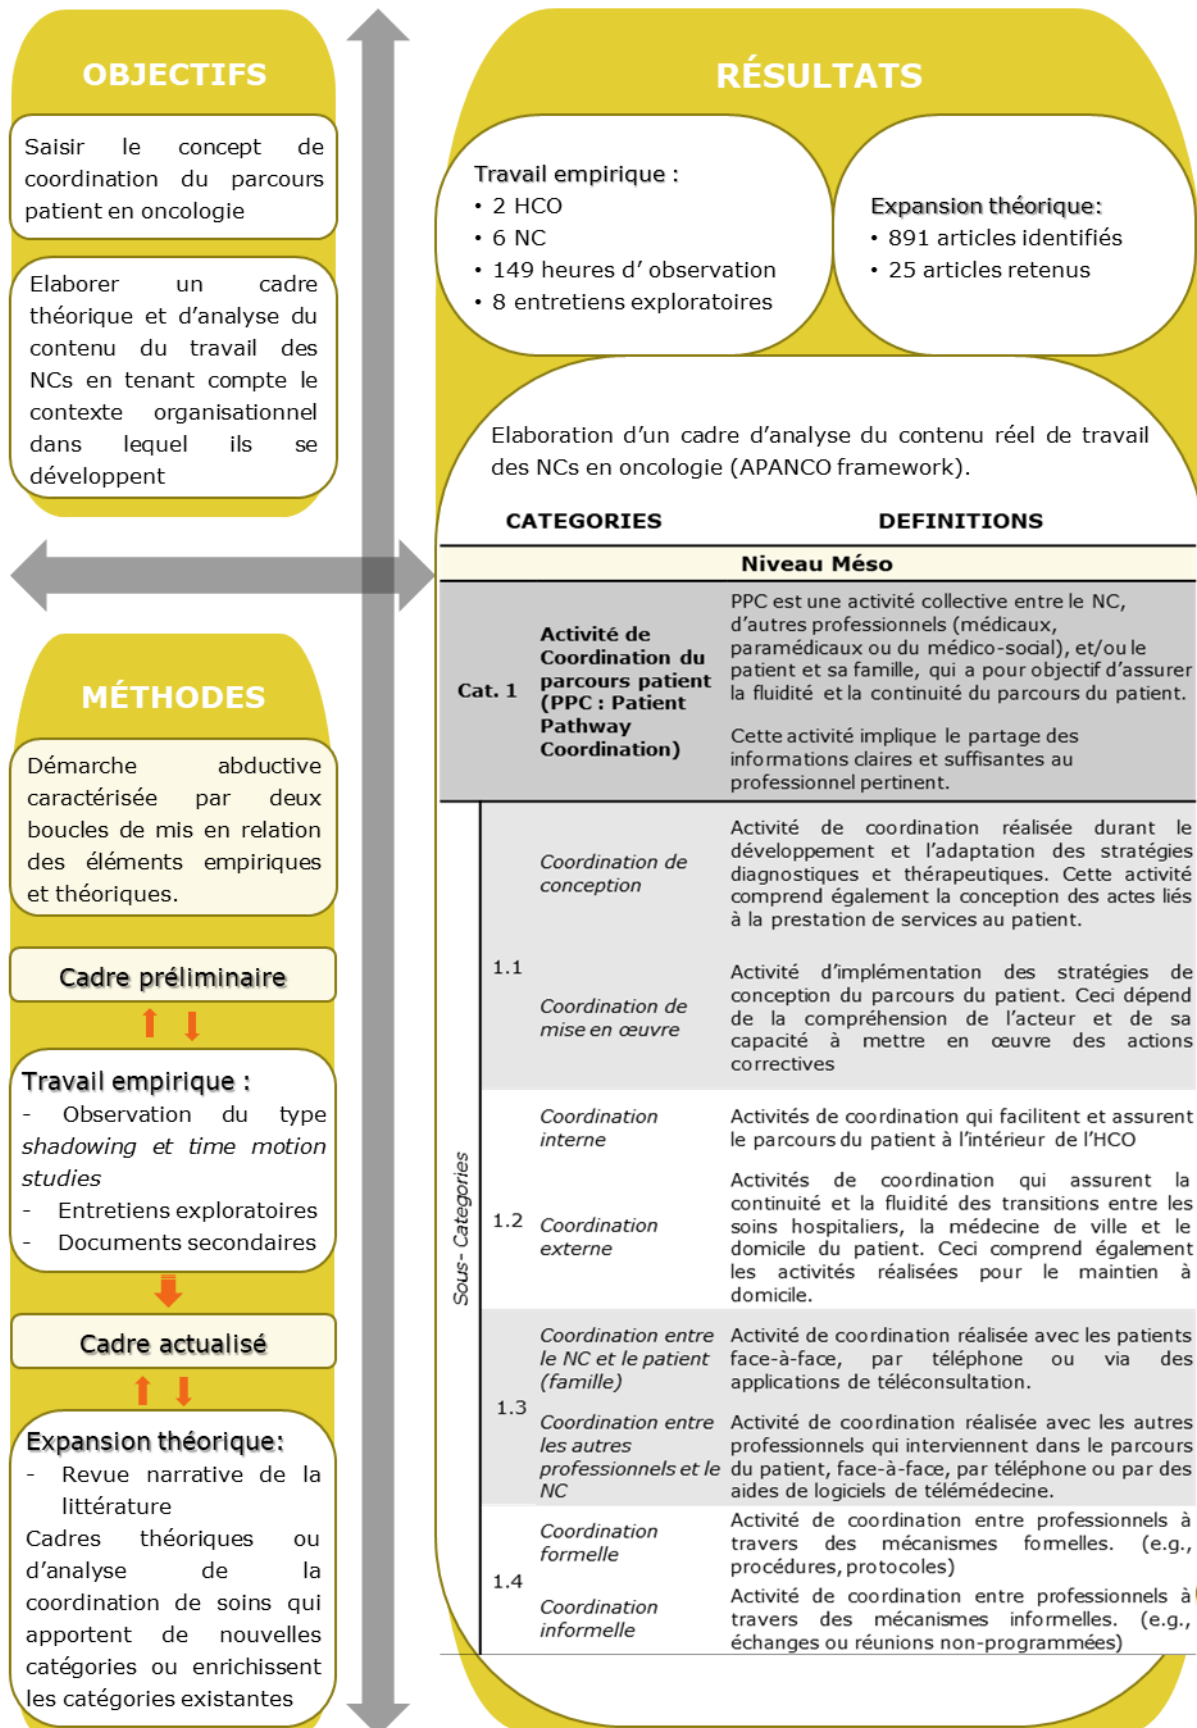 OBJECTIFS
Saisir le concept de
coordination du parcours
patient en oncologie
Elaborer un cadre
théorique et d'analyse du
contenu du travail des
NCs en tenant compte le
contexte organisationnel
dans lequel ils se
développent
MÉTHODES
Démarche abductive
caractérisée par deux
boucles de mis en relation
des éléments empiriques
et théoriques.
Cadre préliminaire
Travail empirique :
- Observation du type
shadowing et time motion
studies
- Entretiens exploratoires
- Documents secondaires
Cadre actualisé
Expansion théorique:
- Revue narrative de la
littérature
Cadres théoriques ou
d'analyse de la
coordination de soins qui
apportent de nouvelles
catégories ou enrichissent
les catégories existantes
RÉSULTATS
Travail empirique :
• 2 HCO
• 6 NC
• 149 heures d' observation
• 8 entretiens exploratoires
Expansion théorique:
• 891 articles identifiés
• 25 articles retenus
Elaboration d'un cadre d'analyse du contenu réel de travail
des NCs en oncologie (APANCO framework).
CATEGORIES DEFINITIONS
Niveau Méso
Cat. 1
Activité de
Coordination du
parcours patient
(PPC : Patient
Pathway
Coordination)
PPC est une activité collective entre le NC,
d'autres professionnels (médicaux,
paramédicaux ou du médico-social), et/ou le
patient et sa famille, qui a pour objectif d'assurer
la fluidité et la continuité du parcours du patient.
Cette activité implique le partage des
informations claires et suffisantes au
professionnel pertinent.
Sous- Categories
1.1
Coordination de
conception
Activité de coordination réalisée durant le
développement et l'adaptation des stratégies
diagnostiques et thérapeutiques. Cette activité
comprend également la conception des actes liés
à la prestation de services au patient.
Coordination de
mise en œuvre
Activité d'implémentation des stratégies de
conception du parcours du patient. Ceci dépend
de la compréhension de l'acteur et de sa
capacité à mettre en œuvre des actions
correctives
1.2
Coordination
interne
Activités de coordination qui facilitent et assurent
le parcours du patient à l'intérieur de l'HCO
Coordination
externe
Activités de coordination qui assurent la
continuité et la fluidité des transitions entre les
soins hospitaliers, la médecine de ville et le
domicile du patient. Ceci comprend également
les activités réalisées pour le maintien à
domicile.
1.3
Coordination entre
le NC et le patient
(famille)
Activité de coordination réalisée avec les patients
face-à-face, par téléphone ou via des
applications de téléconsultation.
Coordination entre
les autres
professionnels et le
NC
Activité de coordination réalisée avec les autres
professionnels qui interviennent dans le parcours
du patient, face-à-face, par téléphone ou par des
aides de logiciels de télémédecine.
1.4
Coordination
formelle
Activité de coordination entre professionnels à
travers des mécanismes formelles. (e.g.,
procédures, protocoles)
Coordination
informelle
Activité de coordination entre professionnels à
travers des mécanismes informelles. (e.g.,
échanges ou réunions non-programmées)